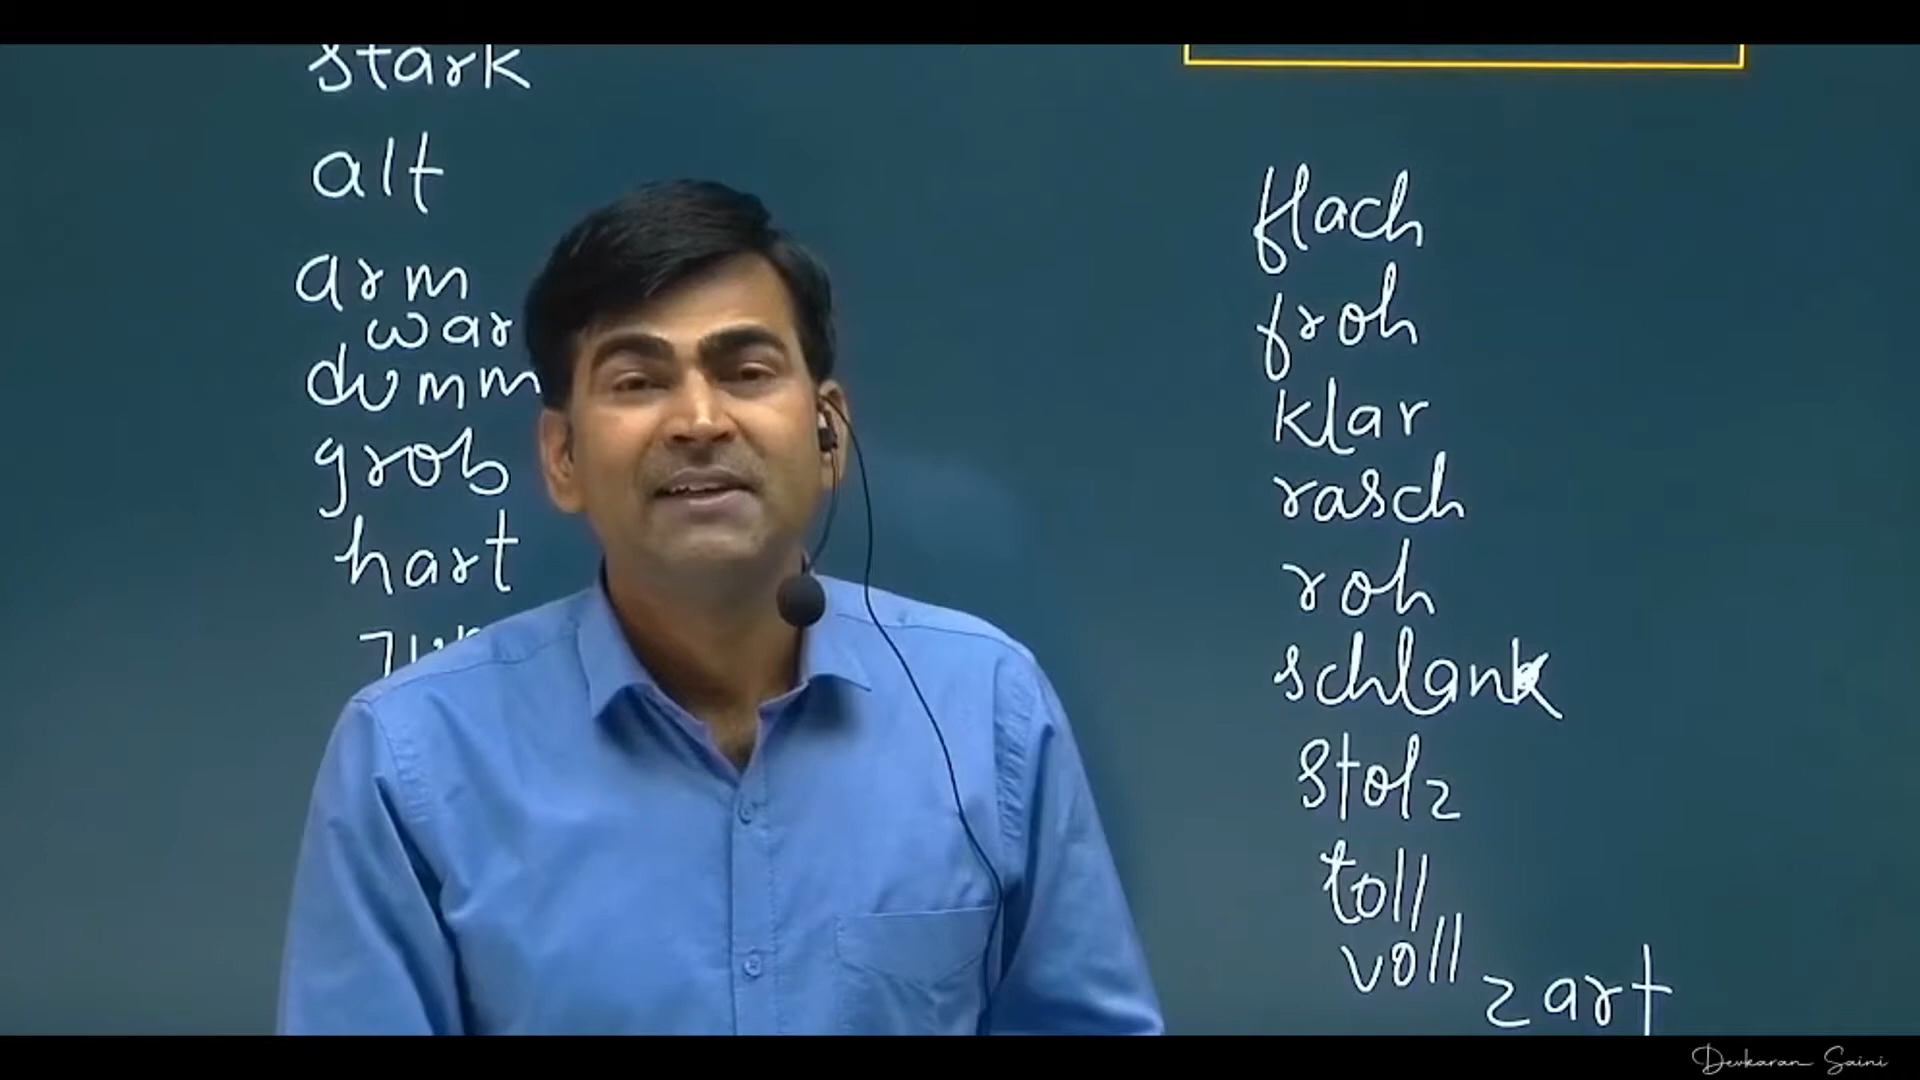 stark
alt
arm
war
dumm
grob
hart
flach
froh
klar
rasch
roh
schlank
stolz
toll
voll
zart
Devkaran Saini